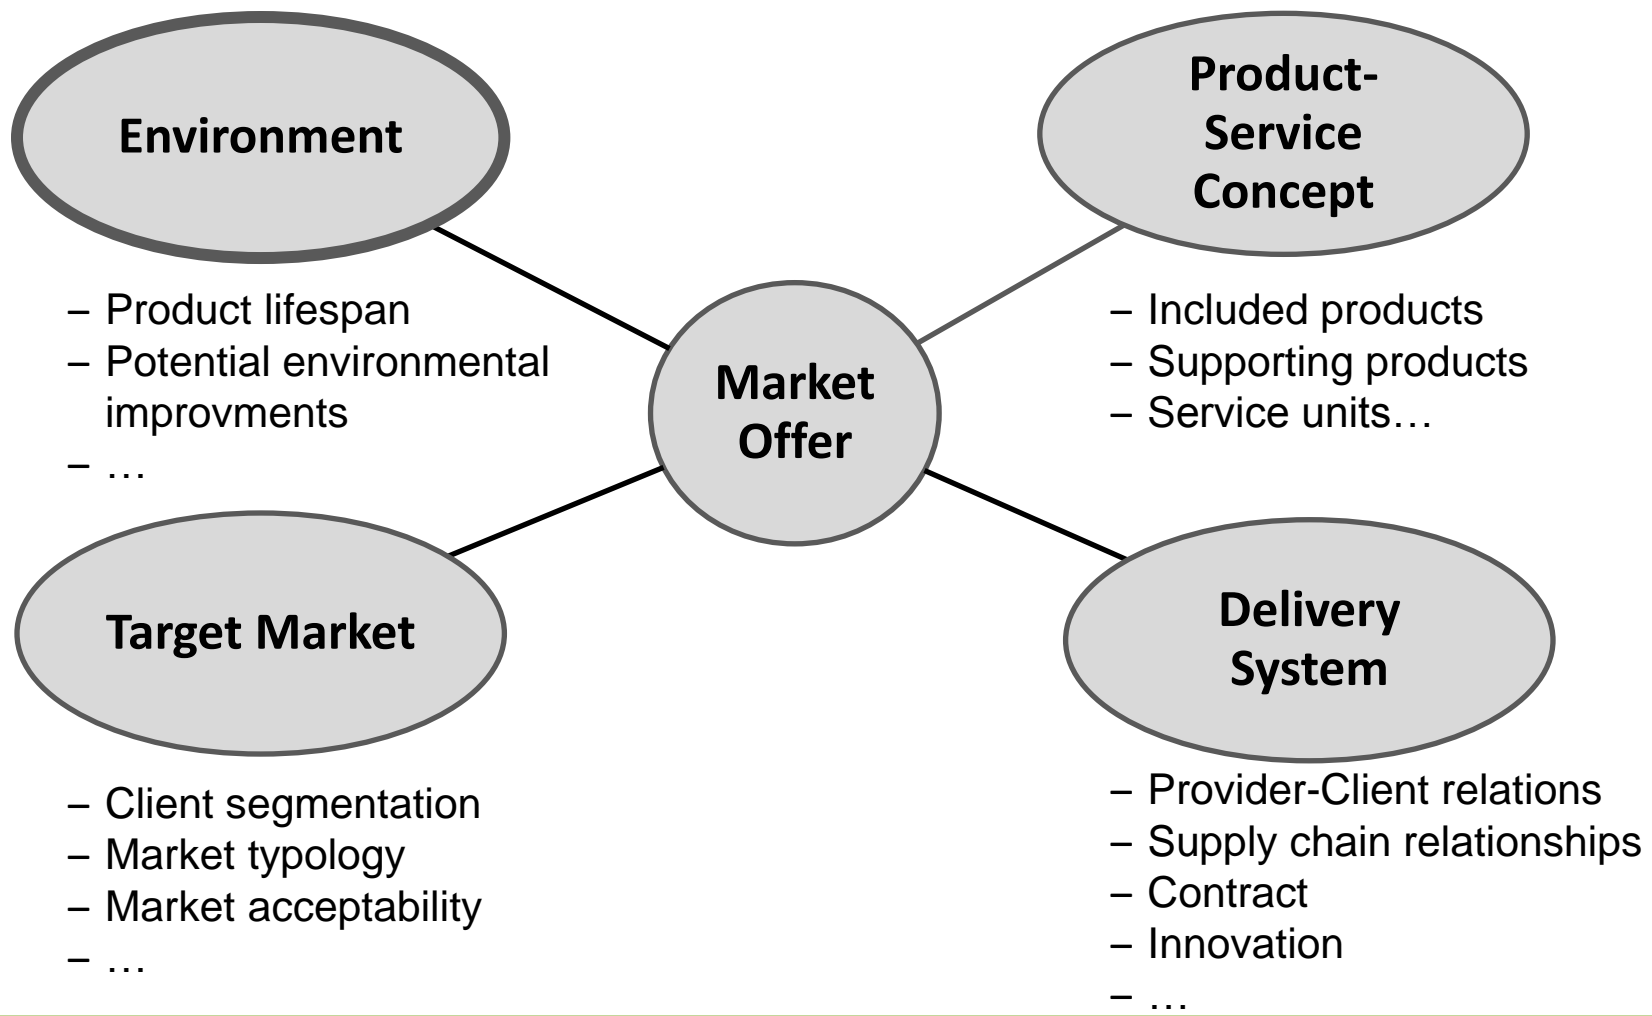 Environment
– Product lifespan
– Potential environmental
improvments
– …
Product-
Service
Concept
– Included products
– Supporting products
– Service units…
Market
Offer
Target Market
– Client segmentation
– Market typology
– Market acceptability
– …
Delivery
System
– Provider-Client relations
– Supply chain relationships
– Contract
– Innovation
– …